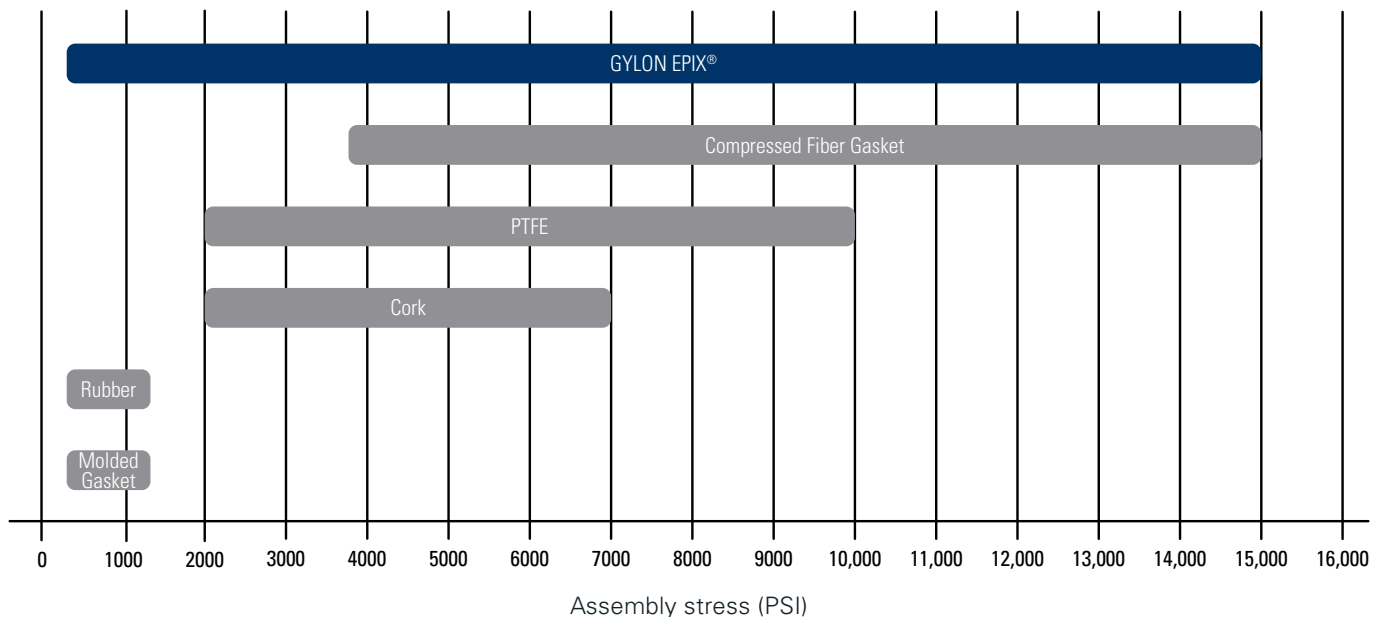 GYLON EPIX®
Compressed Fiber Gasket
PTFE
Cork
Rubber
Molded
Gasket
0 1000 2000 3000 4000 5000 6000 7000 8000 9000 10,000 11,000 12,000 13,000 14,000 15,000 16,000
Assembly stress (PSI)